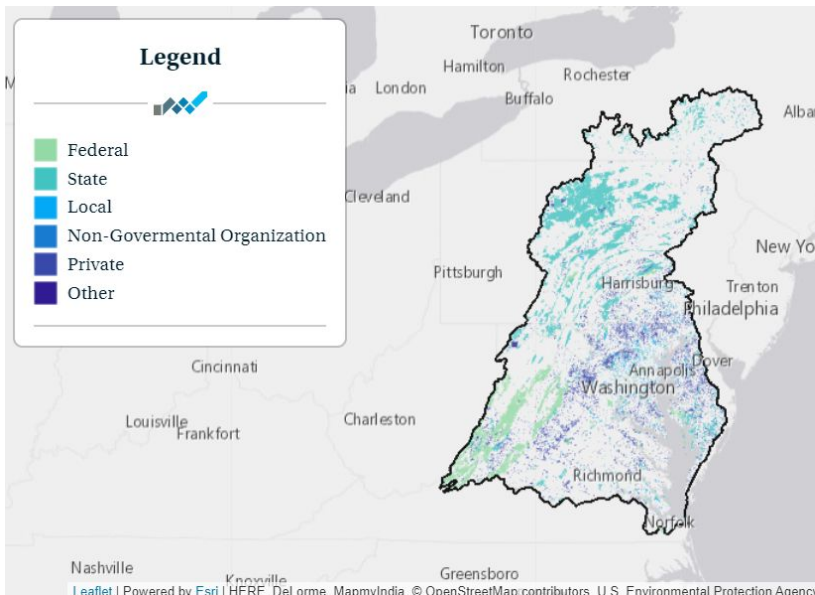 Legend
Federal
State
Local
Non-Govermental Organization
Private
Other
Toronto
Hamilton
Rochester
London
Buffalo
Alba
Cleveland
Pittsburgh
New Yo
Harrisburg
Trenton
Philadelphia
Cincinnati
Annapolis
Dover
Washington
Louisville
Frankfort
Charleston
Richmond
Norfolk
Nashville
Knoxville
Greensboro
Leaflet | Powered by Esri | HERE, DeLorme, MapmyIndia, © OpenStreetMap contributors, U.S. Environmental Protection Agency